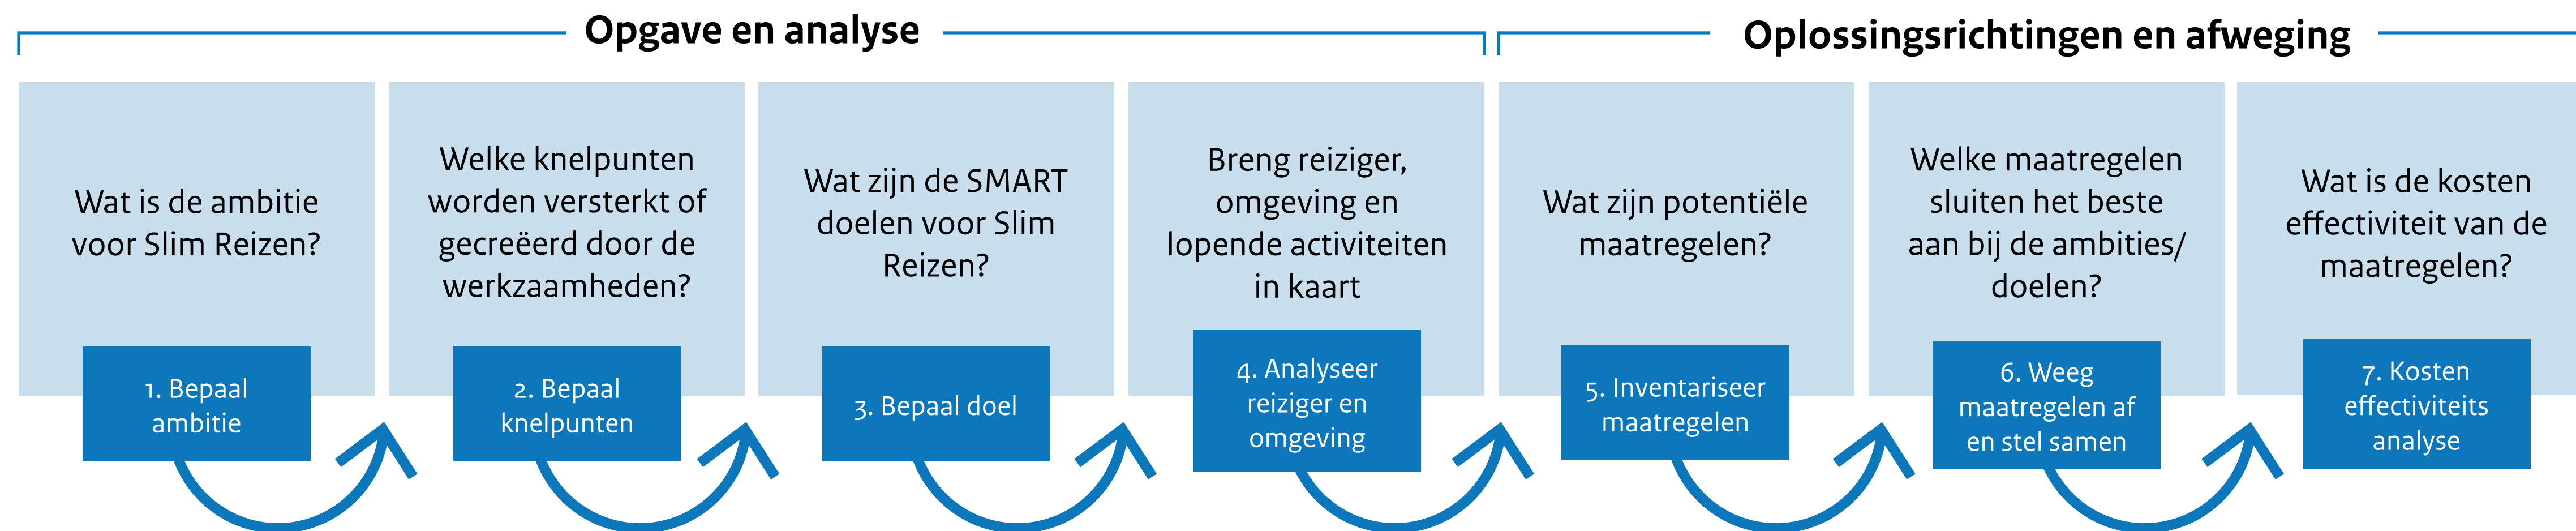 Opgave en analyse
Oplossingsrichtingen en afweging
Wat is de ambitie
voor Slim Reizen?
1. Bepaal
ambitie
Welke knelpunten
worden versterkt of
gecreëerd door de
werkzaamheden?
2. Bepaal
knelpunten
Wat zijn de SMART
doelen voor Slim
Reizen?
3. Bepaal doel
Breng reiziger,
omgeving en
lopende activiteiten
in kaart
4. Analyseer
reiziger en
omgeving
Wat zijn potentiële
maatregelen?
5. Inventariseer
maatregelen
Welke maatregelen
sluiten het beste
aan bij de ambities/
doelen?
6. Weeg
maatregelen af
en stel samen
Wat is de kosten
effectiviteit van de
maatregelen?
7. Kosten
effectiviteits
analyse